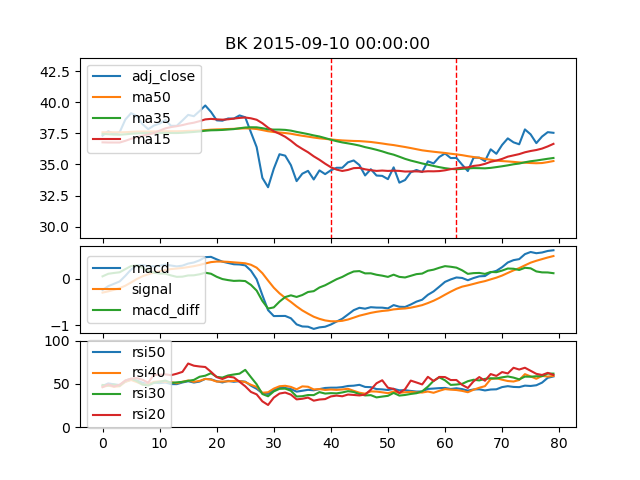 BK 2015-09-10 00:00:00
42.5
40.0
37.5
35.0
32.5
30.0
adj_close
ma50
ma35
ma15
0
−1
macd
signal
macd_diff
100
50
0
rsi50
rsi40
rsi30
rsi20
0 10 20 30 40 50 60 70 80